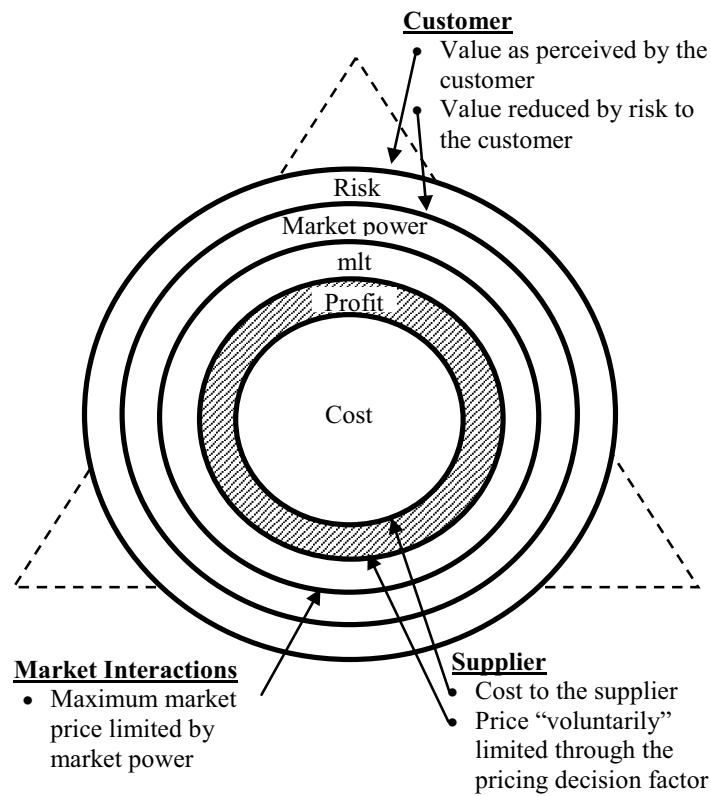 Customer
• Value as perceived by the
customer
• Value reduced by risk to
the customer
Risk
Market power
mlt
Profit
Cost
Market Interactions
• Maximum market
price limited by
market power
Supplier
• Cost to the supplier
• Price “voluntarily”
limited through the
pricing decision factor